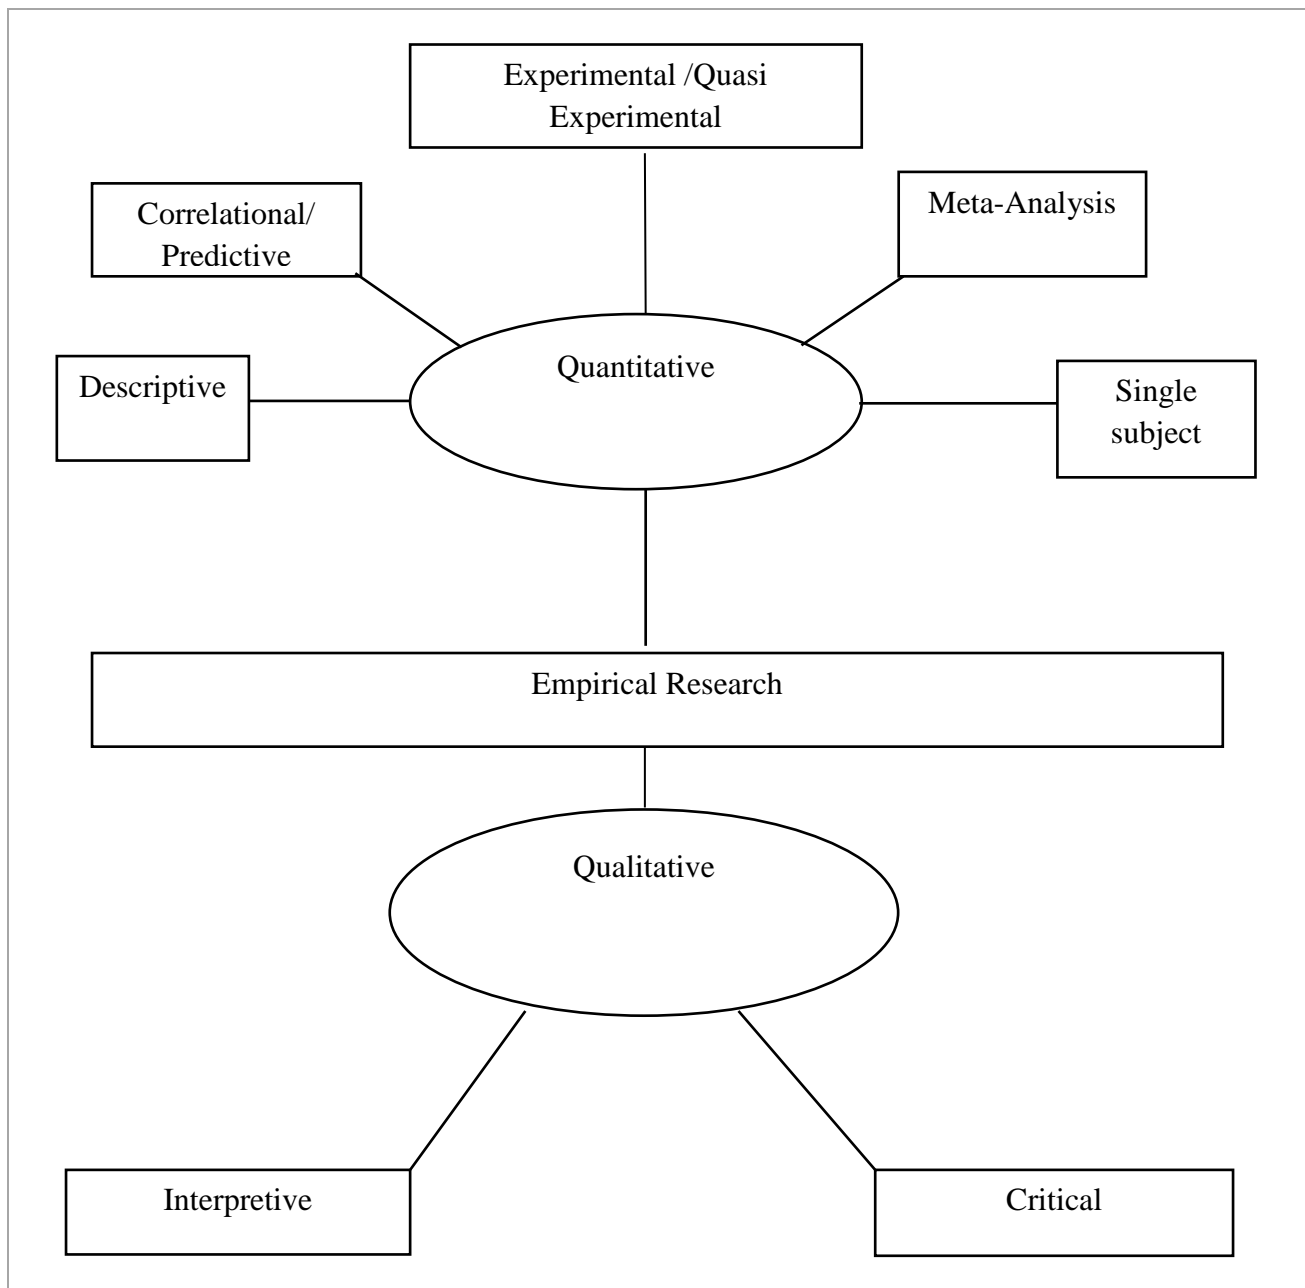 Experimental /Quasi
Experimental
Meta-Analysis
Correlational/
Predictive
Quantitative
Descriptive
Single
subject
Empirical Research
Qualitative
Interpretive
Critical